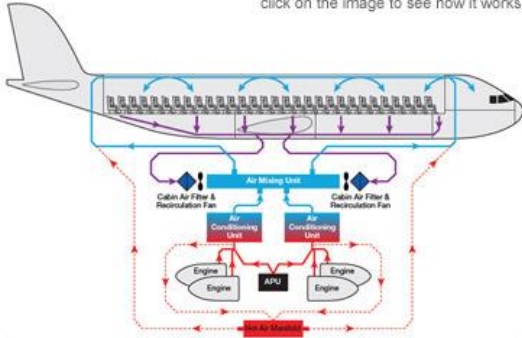 click on the image to see how it works
Air Mixing Unit
Cabin Air Filter &
Recirculation Fan
Cabin Air Filter &
Recirculation Fan
Air
Conditioning
Unit
Air
Conditioning
Unit
Engine
Engine
APU
Engine
Engine
Hot Air Manifold